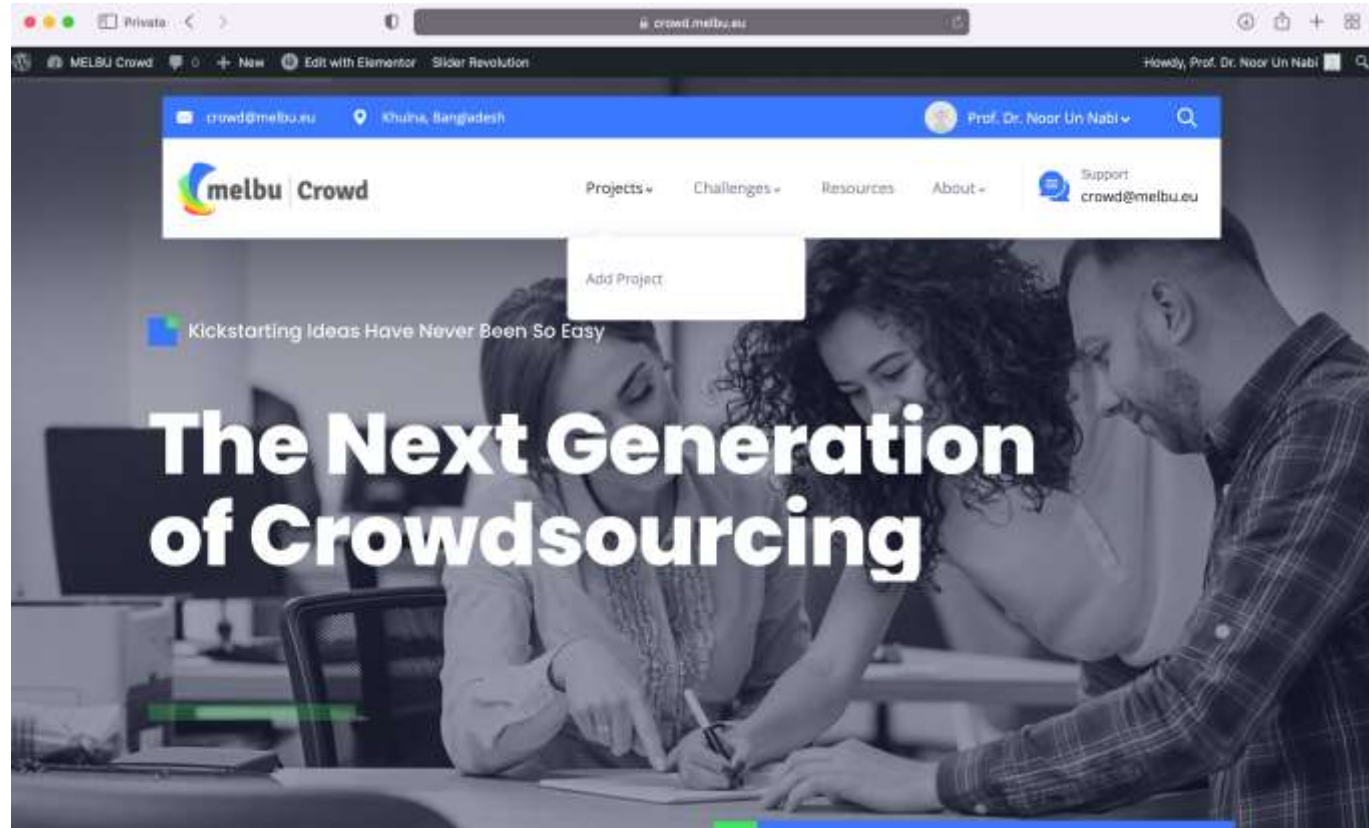 Private
crowd.melbu.eu
MELBU Crowd 0 New Edit with Elementor Slider Revolution Howdy, Prof. Dr. Noor Un Nabi
crowd@melbu.eu Khulna, Bangladesh Prof. Dr. Noor Un Nabi
melbu Crowd Projects Challenges Resources About Support
crowd@melbu.eu
Add Project
Kickstarting Ideas Have Never Been So Easy
The Next Generation
of Crowdsourcing